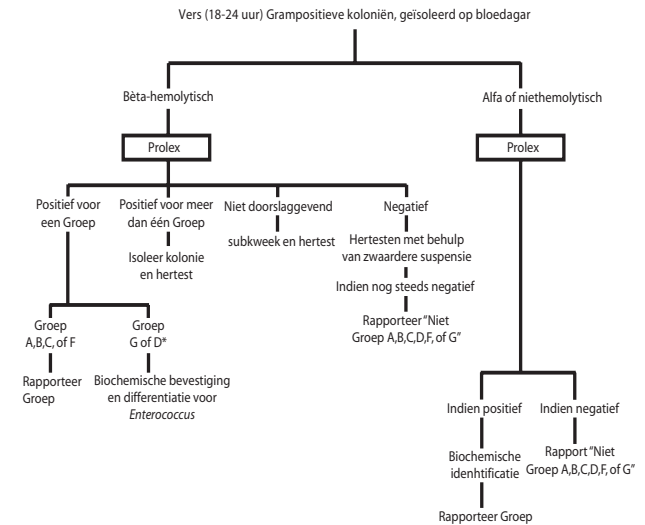 Vers (18-24 uur) Grampositieve koloniën, geïsoleerd op bloedagar
Bèta-hemolytisch
Alfa of niethemolytisch
Prolex
Prolex
Positief voor
een Groep
Positief voor meer
dan één Groep
Niet doorslaggevend
Negatief
Isoleer kolonie
en hertest
subkweek en hertest
Hertesten met behulp
van zwaardere suspensie
Indien nog steeds negatief
Rapporteer “Niet
Groep A,B,C,D,F, of G”
Groep
A,B,C, of F
Groep
G of D*
Rapporteer
Groep
Biochemische bevestiging
en differentiatie voor
Enterococcus
Indien positief
Indien negatief
Biochemische
idenhtificatie
Rapport “Niet
Groep A,B,C,D,F, of G”
Rapporteer Groep